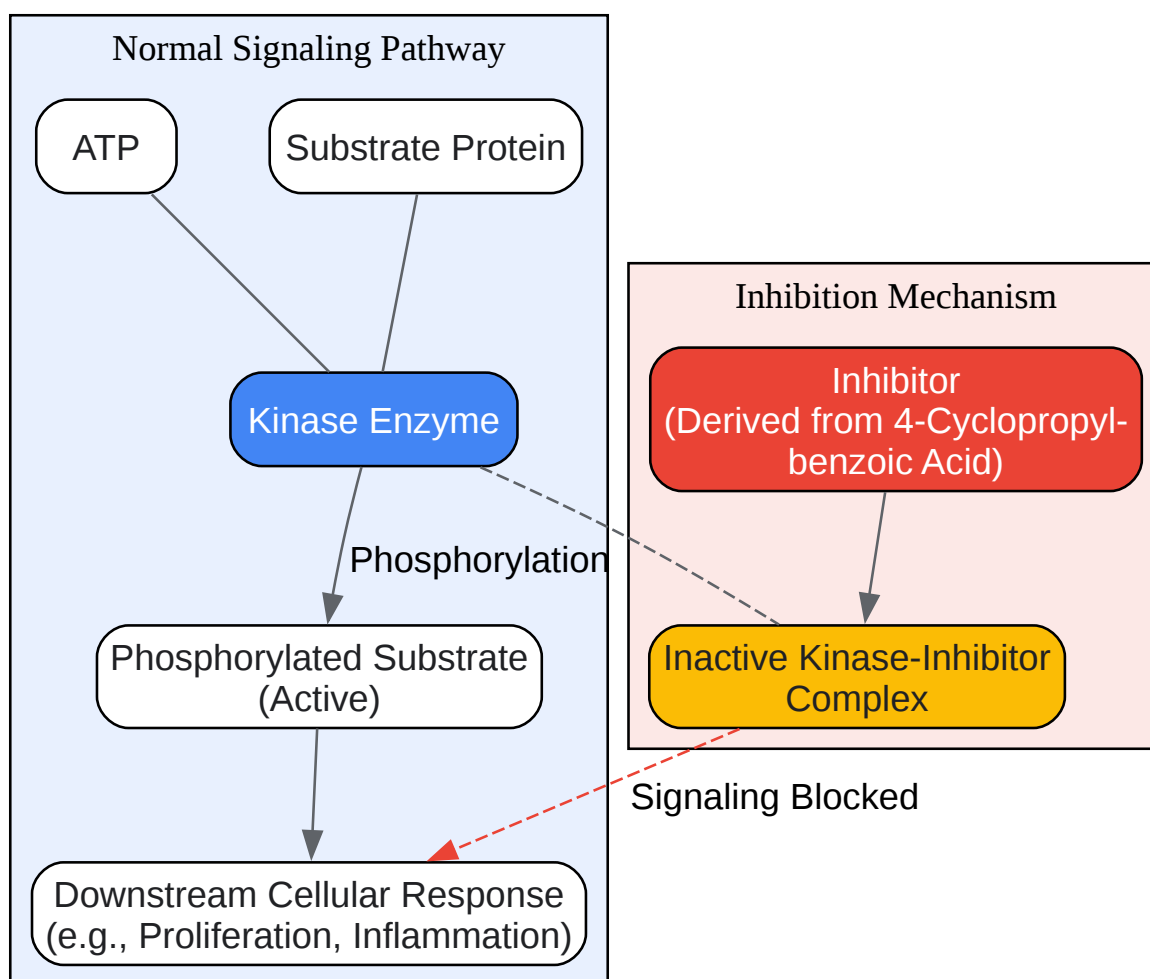 Normal Signaling Pathway
ATP
Substrate Protein
Kinase Enzyme
Phosphorylation
Phosphorylated Substrate
(Active)
Downstream Cellular Response
(e.g., Proliferation, Inflammation)
Inhibition Mechanism
Inhibitor
(Derived from 4-Cyclopropyl-
benzoic Acid)
Inactive Kinase-Inhibitor
Complex
Signaling Blocked